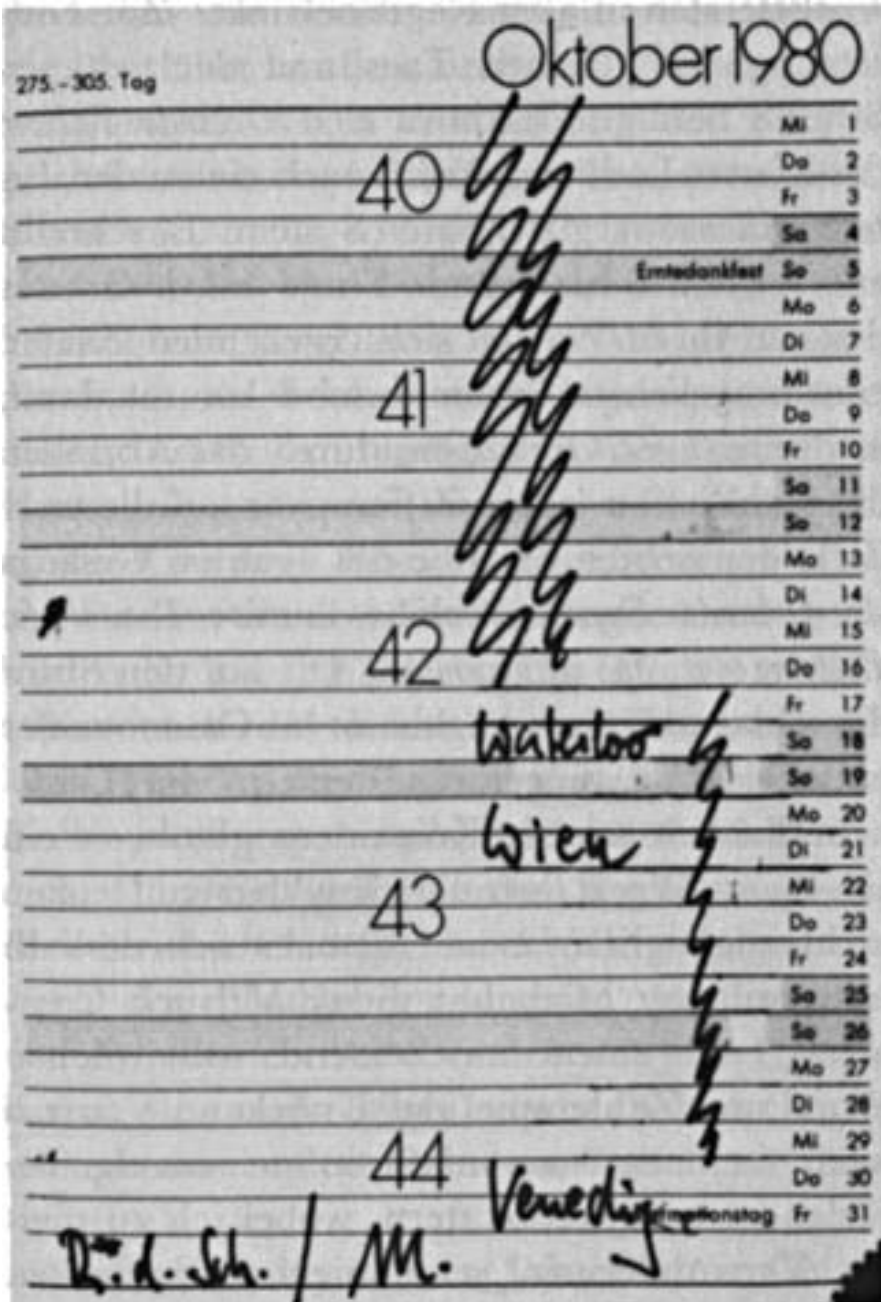 Oktober 1980
275.-305. Tag
Mi 1
Do 2
40
Fr 3
Sa 4
Erntedankfest So 5
Mo 6
Di 7
Mi 8
41
Do 9
Fr 10
Sa 11
So 12
Mo 13
Di 14
Mi 15
42
Do 16
Fr 17
Waterloo Sa 18
So 19
Mo 20
Wien Di 21
Mi 22
43
Do 23
Fr 24
Sa 25
So 26
Mo 27
Di 28
Mi 29
44
Do 30
Venedig Fr 31
R. d. Sch. / M.